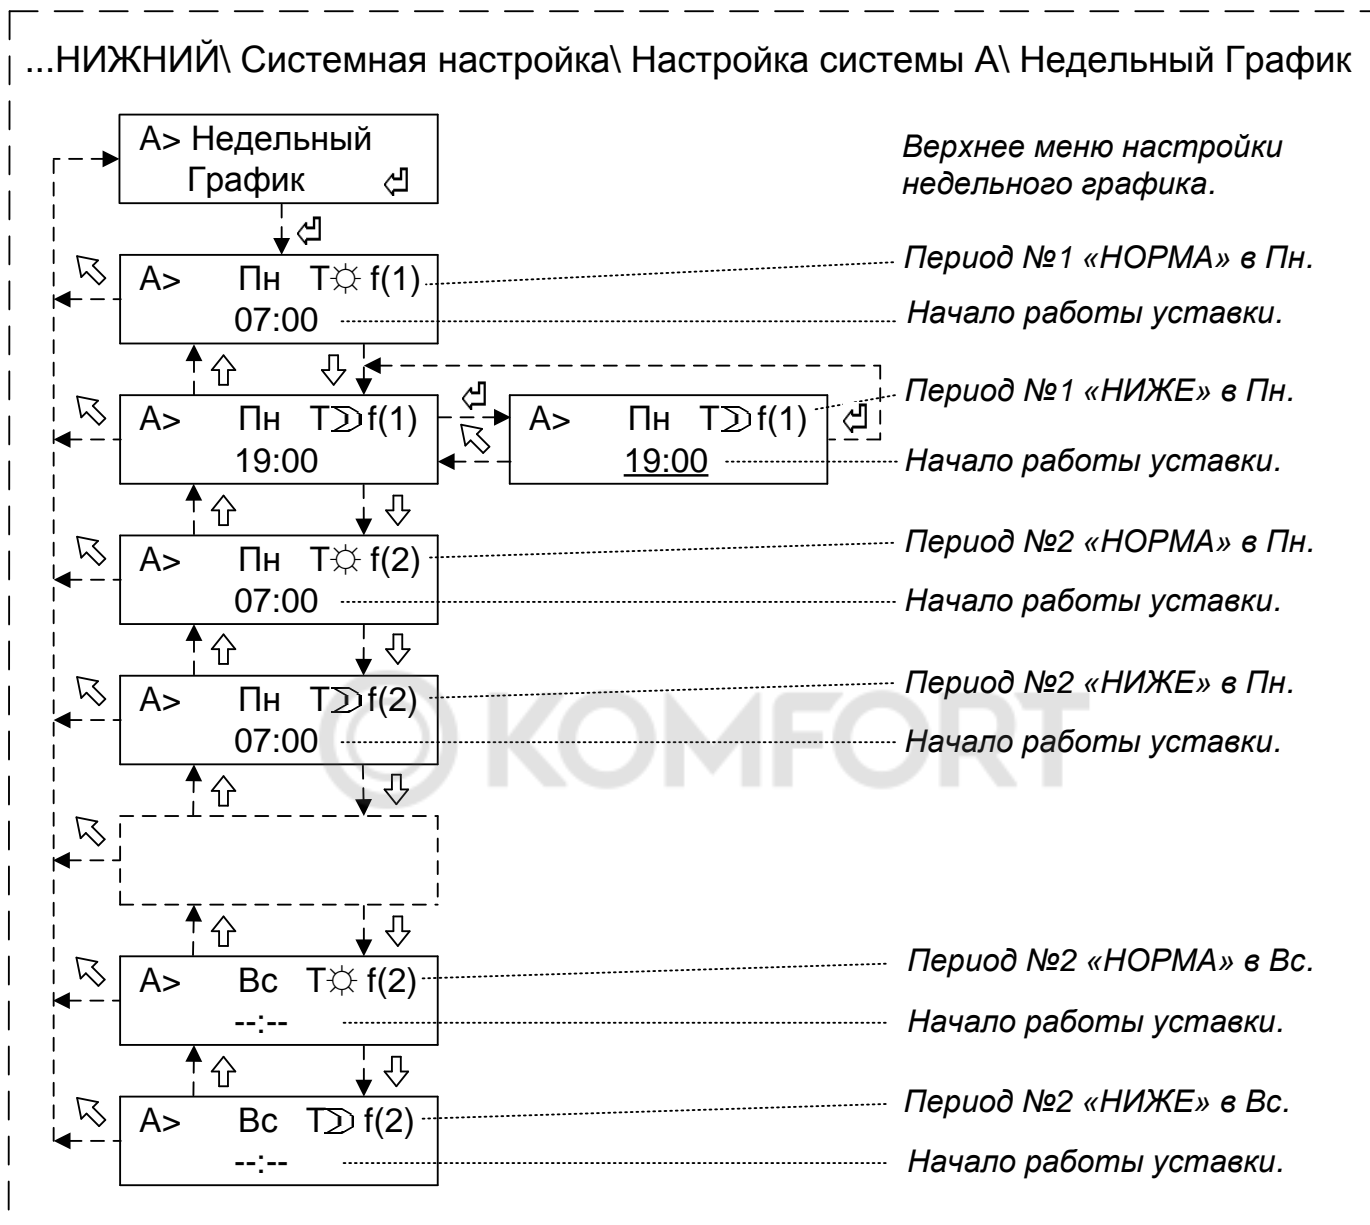 ...НИЖНИЙ\ Системная настройка\ Настройка системы А\ Недельный График
А> Недельный
График
Верхнее меню настройки
недельного графика.
А> Пн Т☼ f(1)
07:00
Период №1 «НОРМА» в Пн.
Начало работы уставки.
А> Пн Т☽ f(1)
19:00
А> Пн Т☽ f(1)
19:00
Период №1 «НИЖЕ» в Пн.
Начало работы уставки.
А> Пн Т☼ f(2)
07:00
Период №2 «НОРМА» в Пн.
Начало работы уставки.
А> Пн Т☽ f(2)
07:00
Период №2 «НИЖЕ» в Пн.
Начало работы уставки.
KOMFORT
А> Вс Т☼ f(2)
--:--
Период №2 «НОРМА» в Вс.
Начало работы уставки.
А> Вс Т☽ f(2)
--:--
Период №2 «НИЖЕ» в Вс.
Начало работы уставки.